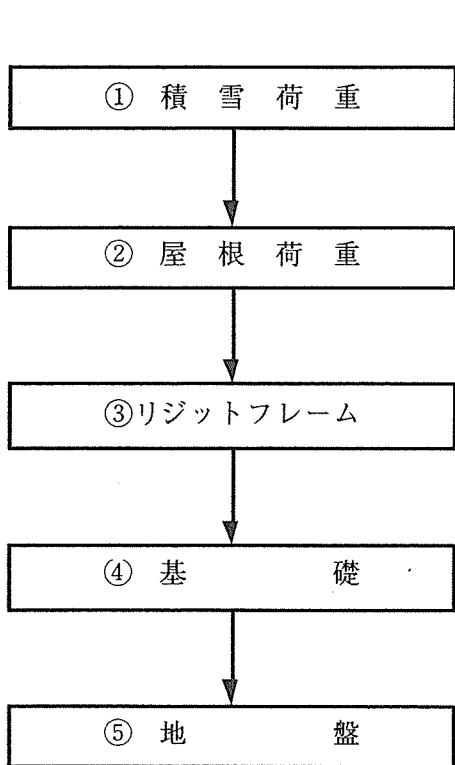 ① 積雪荷重
② 屋根荷重
③リジットフレーム
④ 基礎
⑤ 地盤